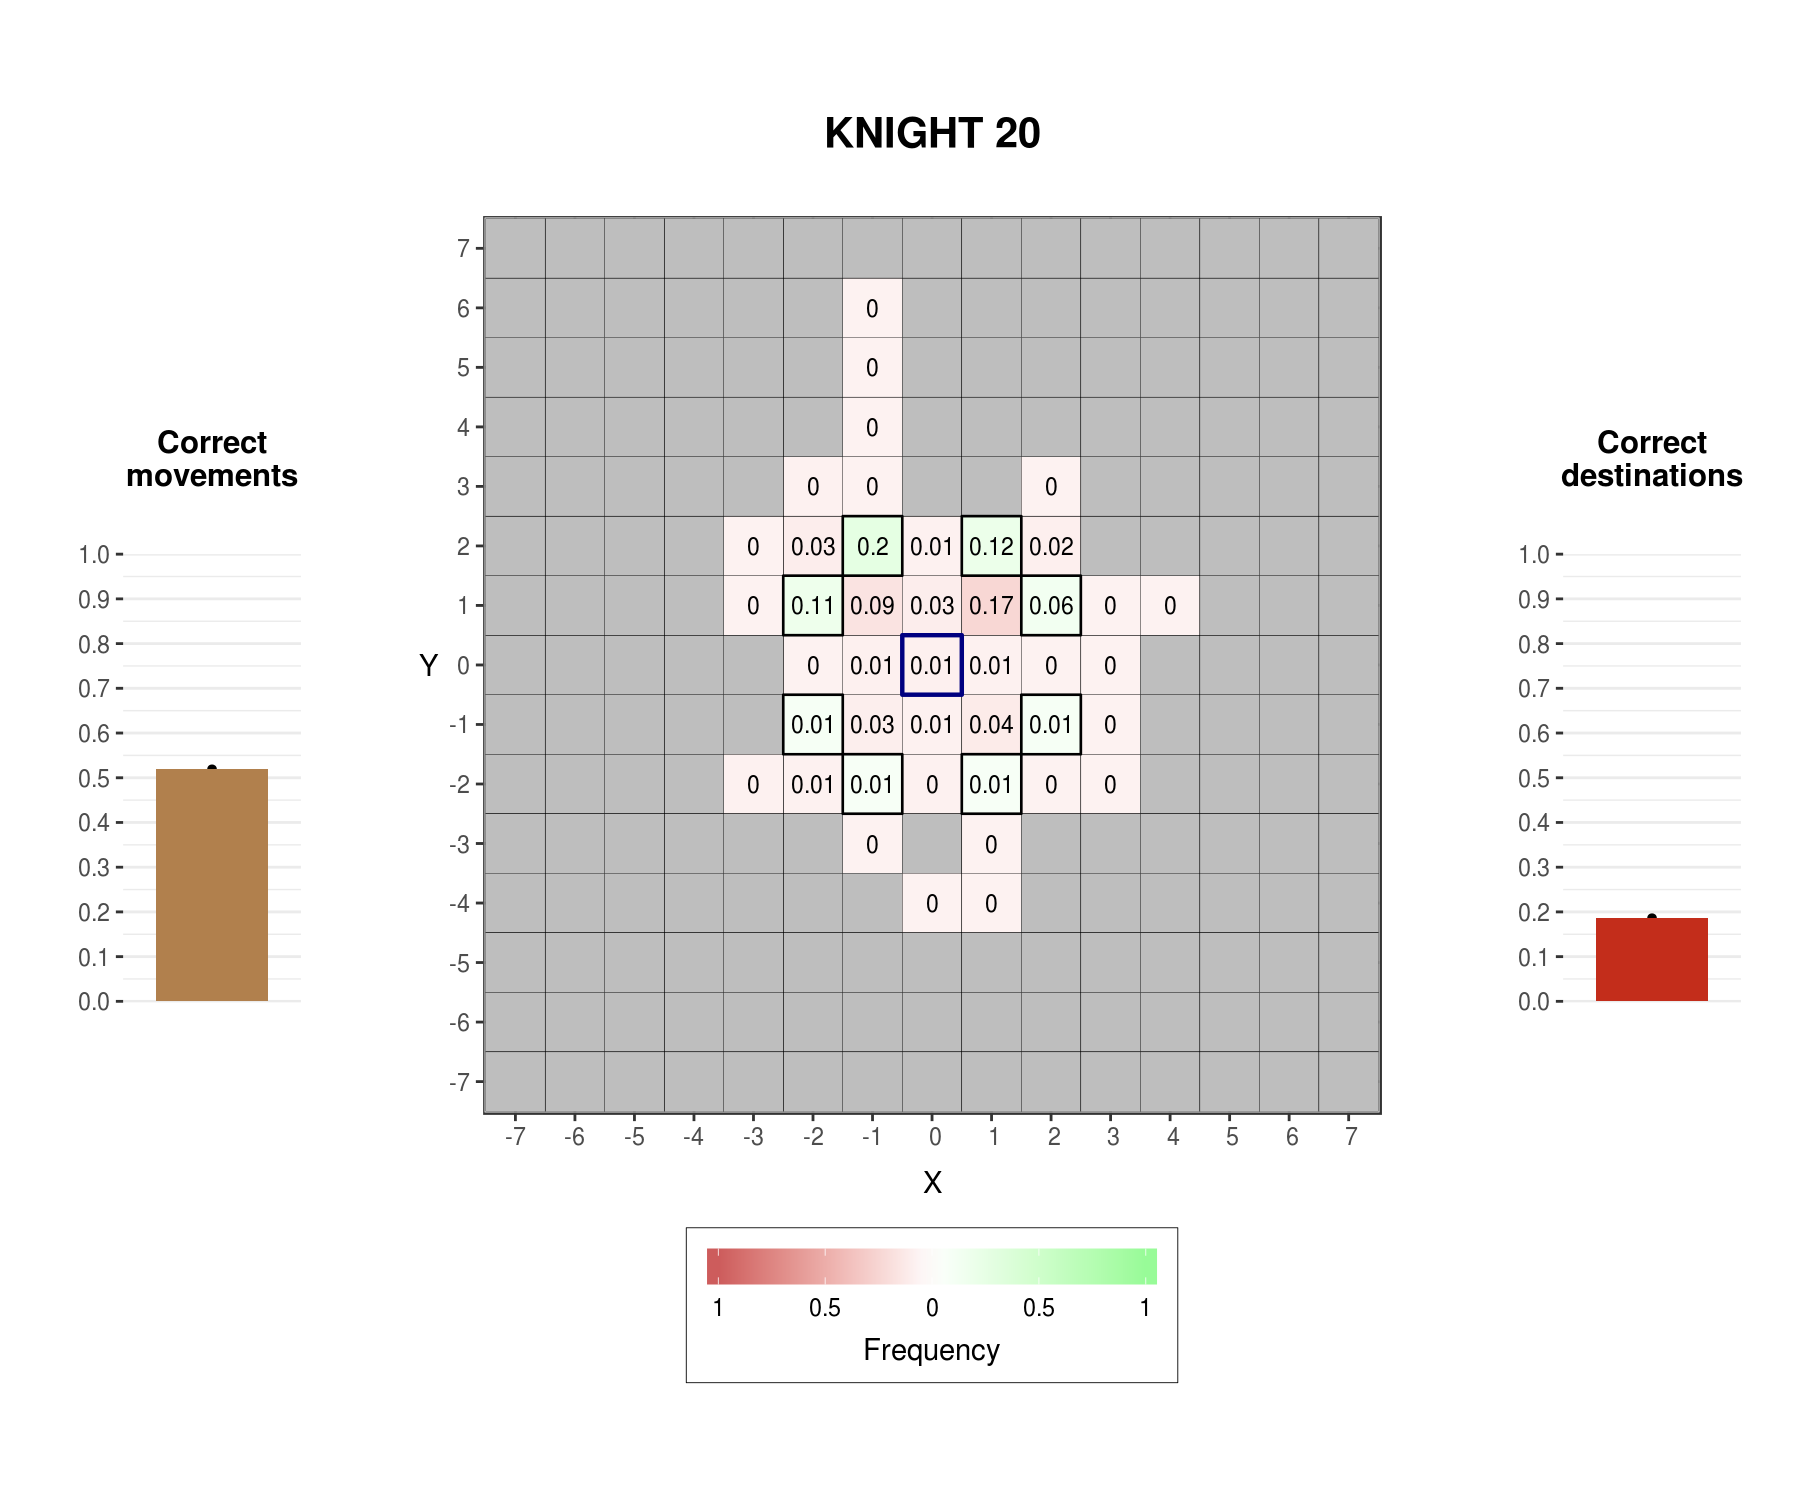 KNIGHT 20
Correct
movements
1.0
0.9
0.8
0.7
0.6
0.5
0.4
0.3
0.2
0.1
0.0
Y
7
6 0
5 0
4 0
3 0 0 0
2 0 0.03 0.2 0.01 0.12 0.02
1 0 0.11 0.09 0.03 0.17 0.06 0 0
0 0 0.01 0.01 0.01 0 0
-1 0.01 0.03 0.01 0.04 0.01 0
-2 0 0.01 0.01 0 0.01 0 0
-3 0 0
-4 0 0
-5
-6
-7
-7 -6 -5 -4 -3 -2 -1 0 1 2 3 4 5 6 7
X
1 0.5 0 0.5 1
Frequency
Correct
destinations
1.0
0.9
0.8
0.7
0.6
0.5
0.4
0.3
0.2
0.1
0.0